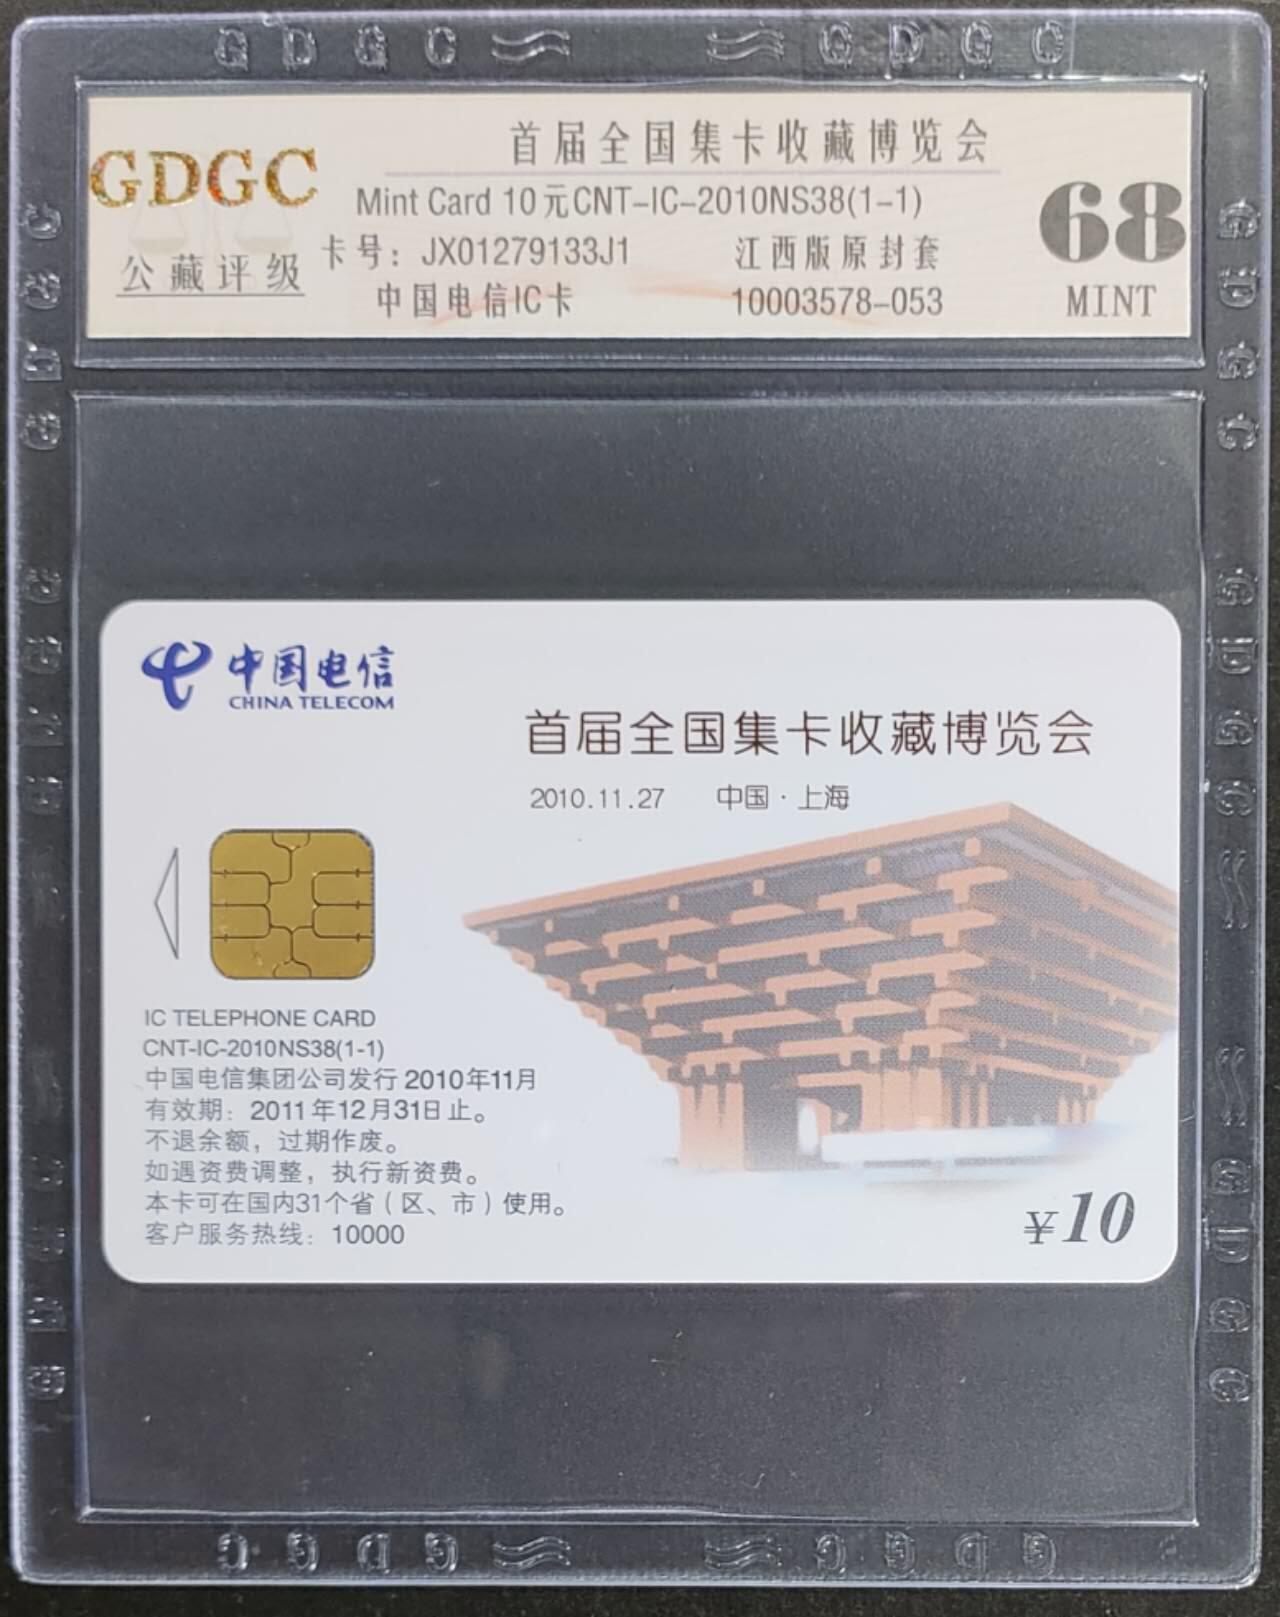 GDGC GDGC
首届全国集卡收藏博览会
GDGC
Mint Card 10元CNT-IC-2010NS38(1-1)
68
卡号：JX01279133J1 江西版原封套
公藏评级
中国电信IC卡 10003578-053
MINT
中国电信
CHINA TELECOM
首届全国集卡收藏博览会
2010.11.27 中国·上海
IC TELEPHONE CARD
CNT-IC-2010NS38(1-1)
中国电信集团公司发行 2010年11月
有效期：2011年12月31日止。
不退余额，过期作废。
如遇资费调整，执行新资费。
本卡可在国内31个省（区、市）使用。
客户服务热线：10000
¥10
GDGC GDGC